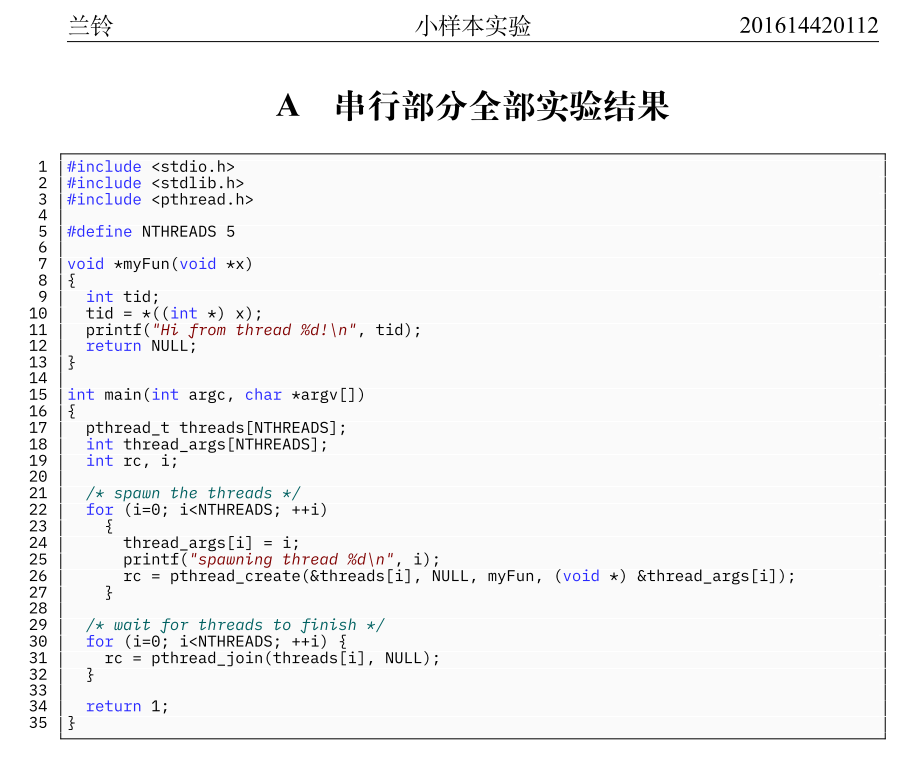 兰铃 小样本实验 201614420112
A 串行部分全部实验结果
1 #include <stdio.h>
2 #include <stdlib.h>
3 #include <pthread.h>
4
5 #define NTHREADS 5
6
7 void *myFun(void *x)
8 {
9   int tid;
10   tid = *((int *) x);
11   printf("Hi from thread %d!\n", tid);
12   return NULL;
13 }
14
15 int main(int argc, char *argv[])
16 {
17   pthread_t threads[NTHREADS];
18   int thread_args[NTHREADS];
19   int rc, i;
20
21   /* spawn the threads */
22   for (i=0; i<NTHREADS; ++i)
23     {
24       thread_args[i] = i;
25       printf("spawning thread %d\n", i);
26       rc = pthread_create(&threads[i], NULL, myFun, (void *) &thread_args[i]);
27     }
28
29   /* wait for threads to finish */
30   for (i=0; i<NTHREADS; ++i) {
31     rc = pthread_join(threads[i], NULL);
32   }
33
34   return 1;
35 }